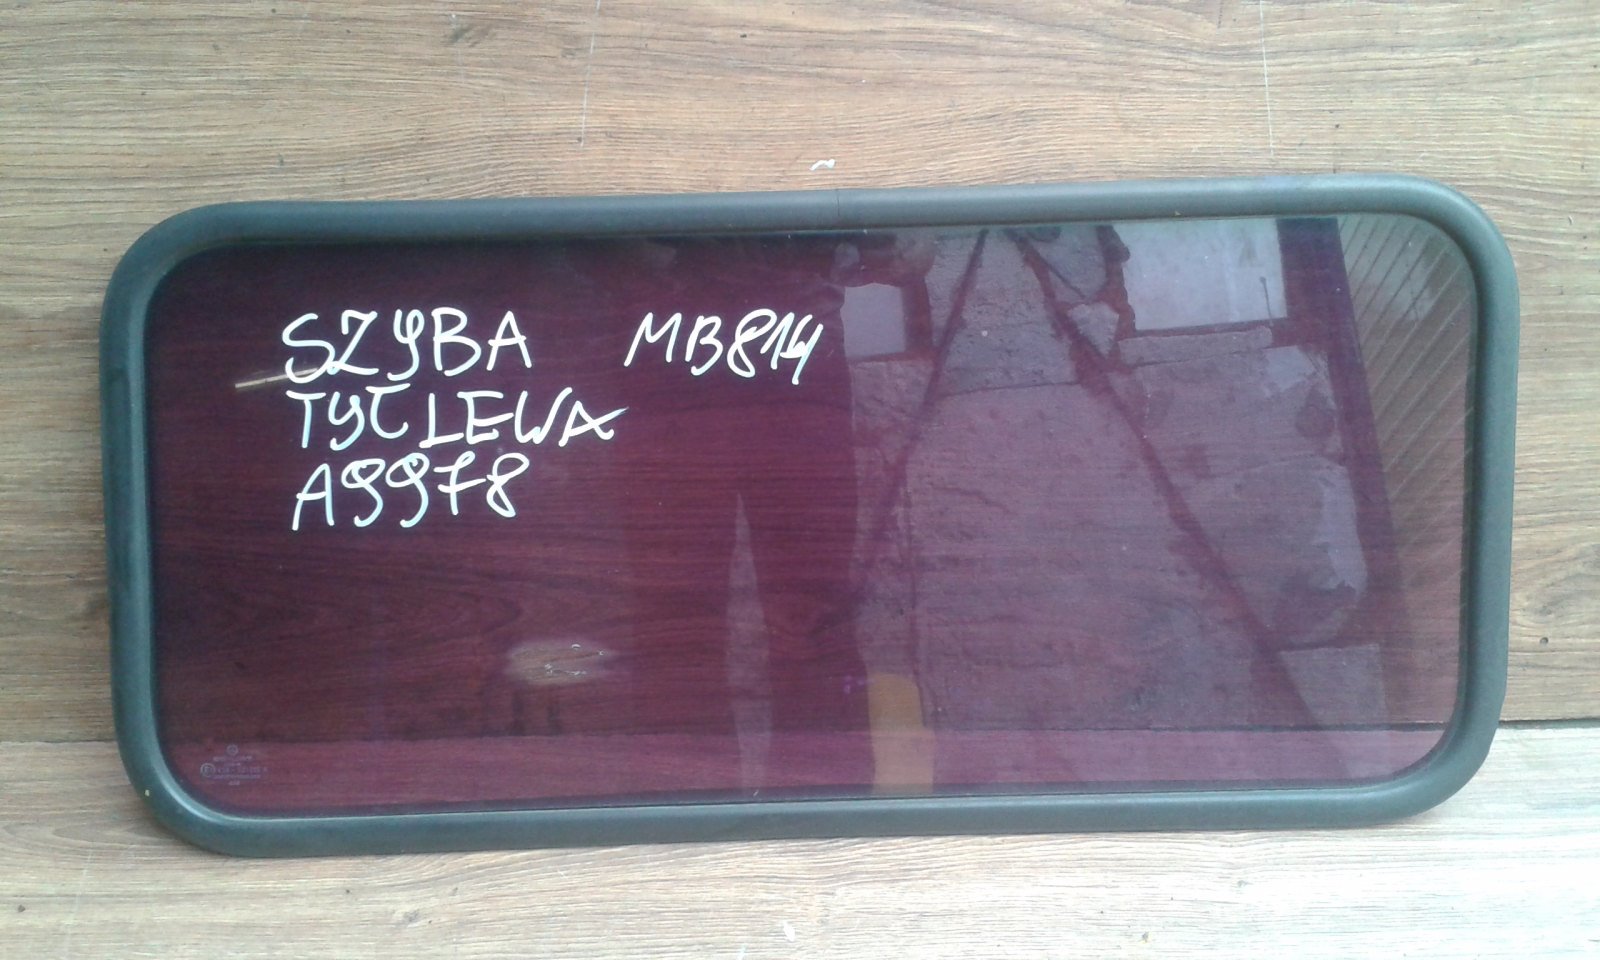 SZYBA MB814
TYŁ LEWA
A9978